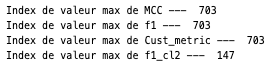 Index de valeur max de MCC ---  703
Index de valeur max de f1 ---  703
Index de valeur max de Cust_metric ---  703
Index de valeur max de f1_cl2 ---  147